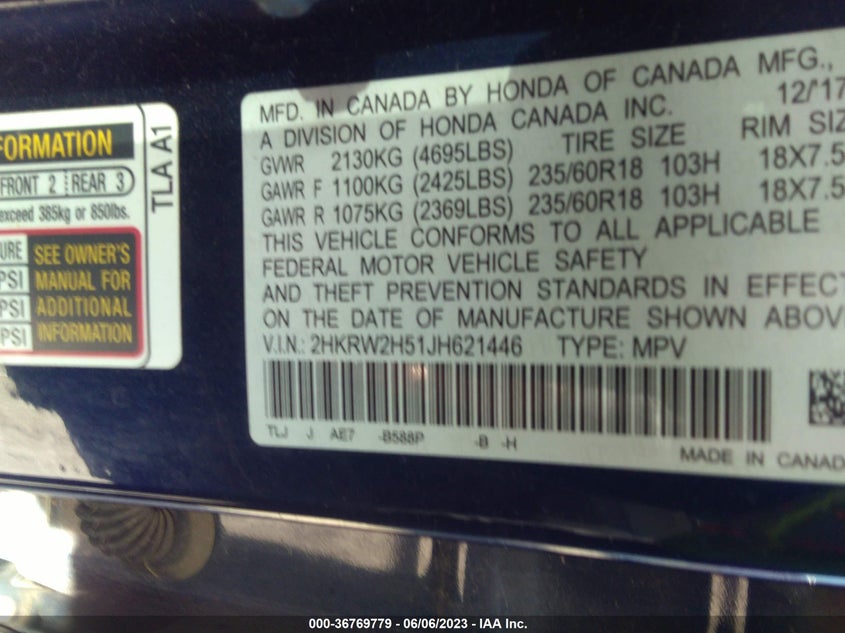 FORMATION
FRONT 2 REAR 3
exceed 385kg or 850lbs.
URE
PSI
PSI
PSI
SEE OWNER'S
MANUAL FOR
ADDITIONAL
INFORMATION
TLA A1
MFD. IN CANADA BY HONDA OF CANADA MFG.,
A DIVISION OF HONDA CANADA INC. 12/'17
GVWR 2130KG (4695LBS) TIRE SIZE RIM SIZ
GAWR F 1100KG (2425LBS) 235/60R18 103H 18X7.5
GAWR R 1075KG (2369LBS) 235/60R18 103H 18X7.5
THIS VEHICLE CONFORMS TO ALL APPLICABLE
FEDERAL MOTOR VEHICLE SAFETY
AND THEFT PREVENTION STANDARDS IN EFFECT
ON THE DATE OF MANUFACTURE SHOWN ABOV
V.I.N.: 2HKRW2H51JH621446 TYPE: MPV
TLJ J AE7 -B588P -B -H
MADE IN CANAD
000-36769779 - 06/06/2023 - IAA Inc.